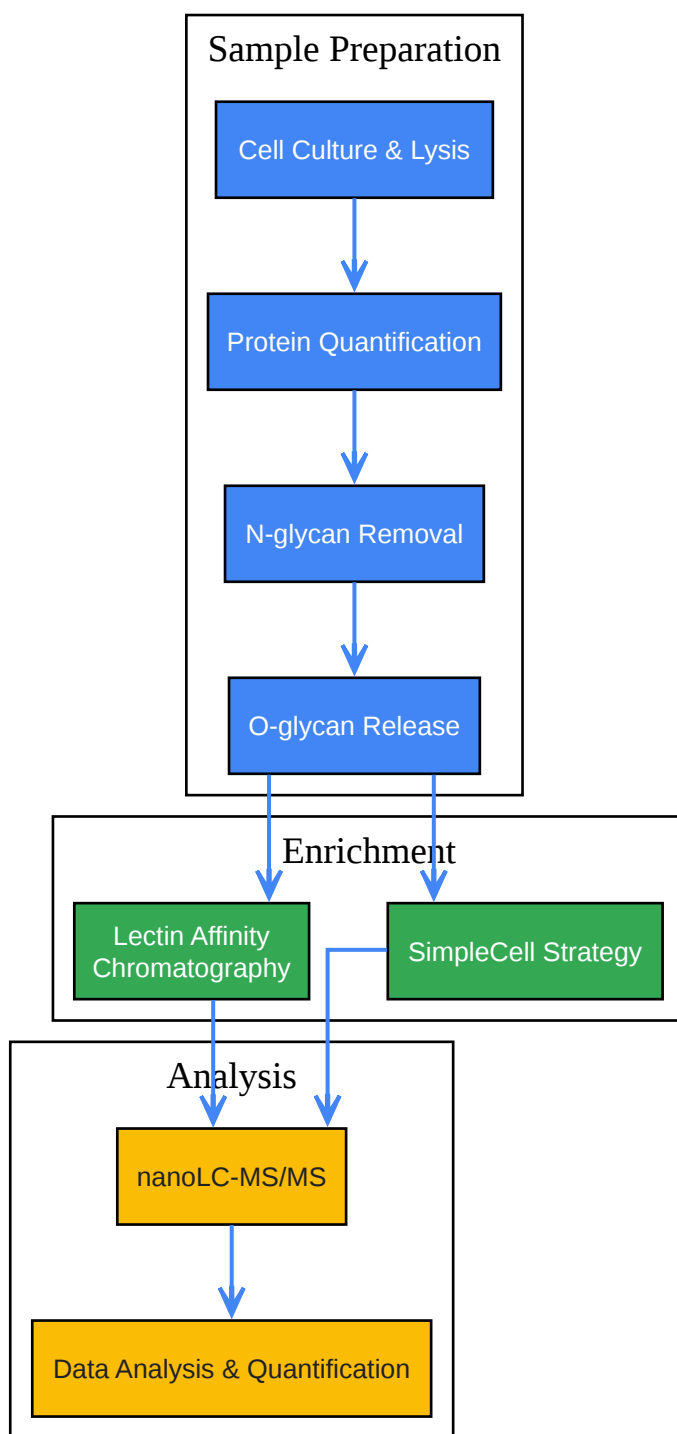 Sample Preparation
Cell Culture & Lysis
Protein Quantification
N-glycan Removal
O-glycan Release
Enrichment
Lectin Affinity
Chromatography
SimpleCell Strategy
Analysis
nanoLC-MS/MS
Data Analysis & Quantification